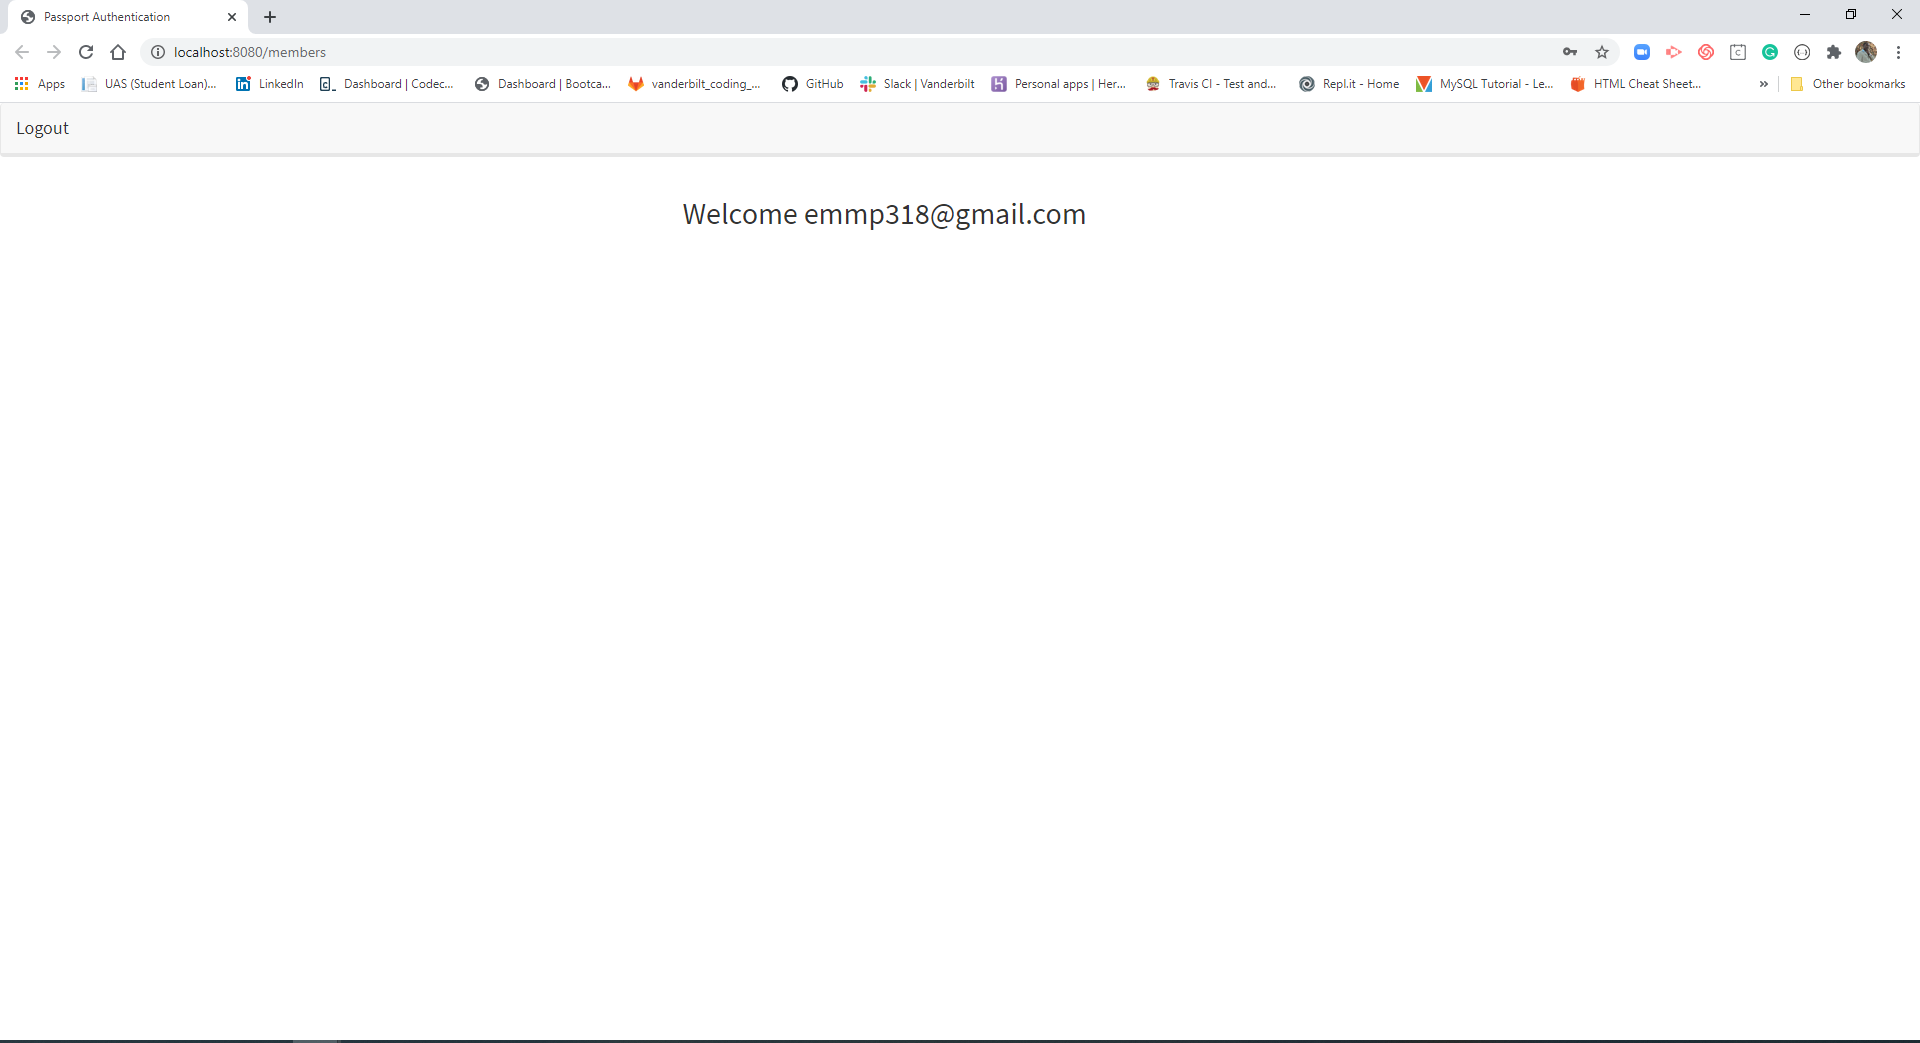 Passport Authentication
localhost:8080/members
Apps UAS (Student Loan)... LinkedIn Dashboard | Codec... Dashboard | Bootca... vanderbilt_coding_... GitHub Slack | Vanderbilt Personal apps | Her... Travis CI - Test and... Repl.it - Home MySQL Tutorial - Le... HTML Cheat Sheet... » Other bookmarks
Logout
Welcome emmp318@gmail.com